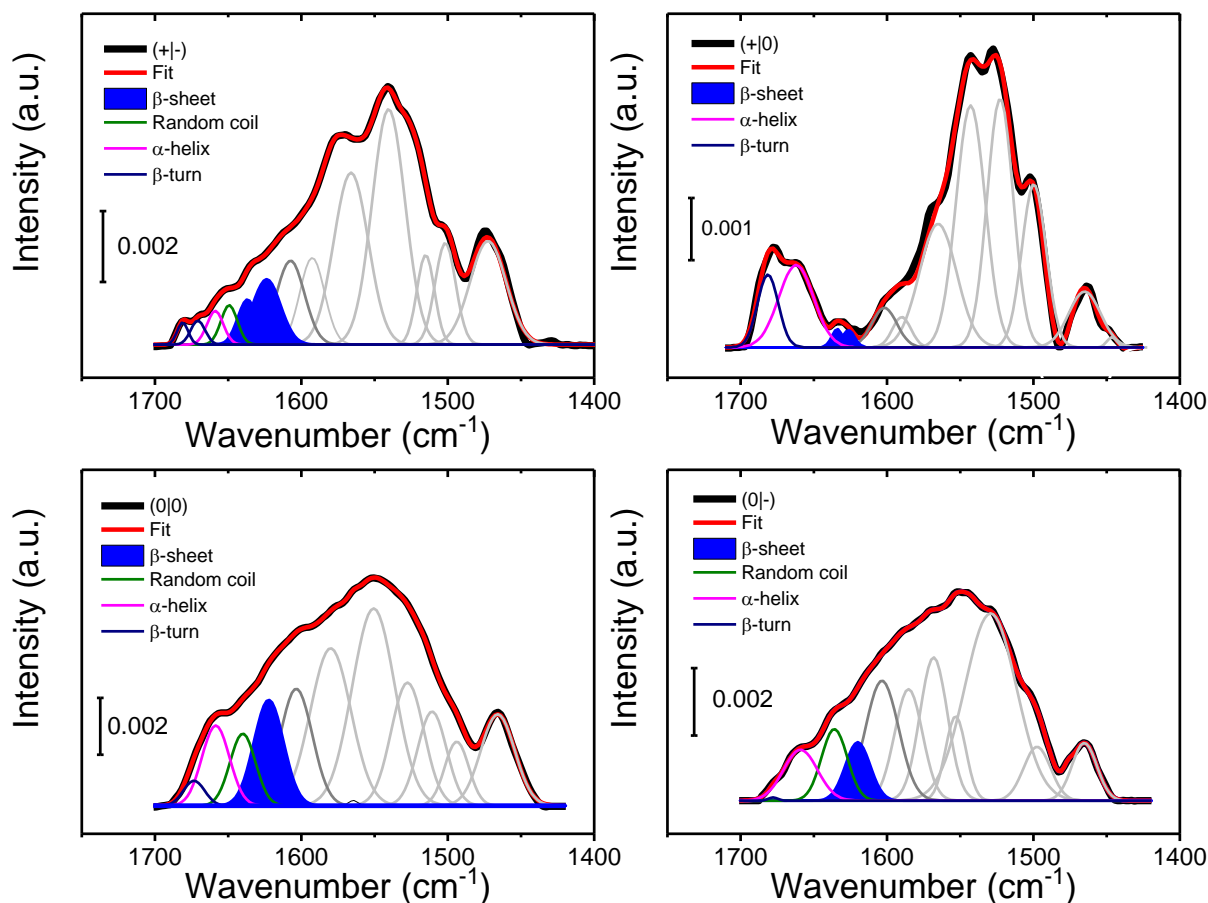 Intensity (a.u.)
(+|-)
Fit
β-sheet
Random coil
α-helix
β-turn
0.002
1700 1600 1500 1400
Wavenumber (cm-1)
Intensity (a.u.)
(+|0)
Fit
β-sheet
α-helix
β-turn
0.001
1700 1600 1500 1400
Wavenumber (cm-1)
Intensity (a.u.)
(0|0)
Fit
β-sheet
Random coil
α-helix
β-turn
0.002
1700 1600 1500 1400
Wavenumber (cm-1)
Intensity (a.u.)
(0|-)
Fit
β-sheet
Random coil
α-helix
β-turn
0.002
1700 1600 1500 1400
Wavenumber (cm-1)